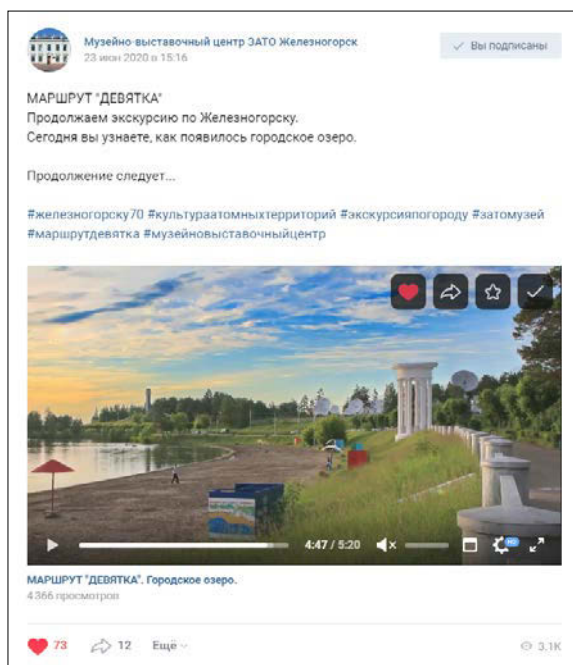 Музейно-выставочный центр ЗАТО Железногорск
23 июн 2020 в 15:16
Вы подписаны
МАРШРУТ "ДЕВЯТКА"
Продолжаем экскурсию по Железногорску.
Сегодня вы узнаете, как появилось городское озеро.
Продолжение следует...
#железногорску70 #культураатомныхтерриторий #экскурсияпогороду #затомузей
#маршрутдевятка #музейновыставочныйцентр
4:47 / 5:20
HD
МАРШРУТ "ДЕВЯТКА". Городское озеро.
4 366 просмотров
73
12
Ещё
3.1K